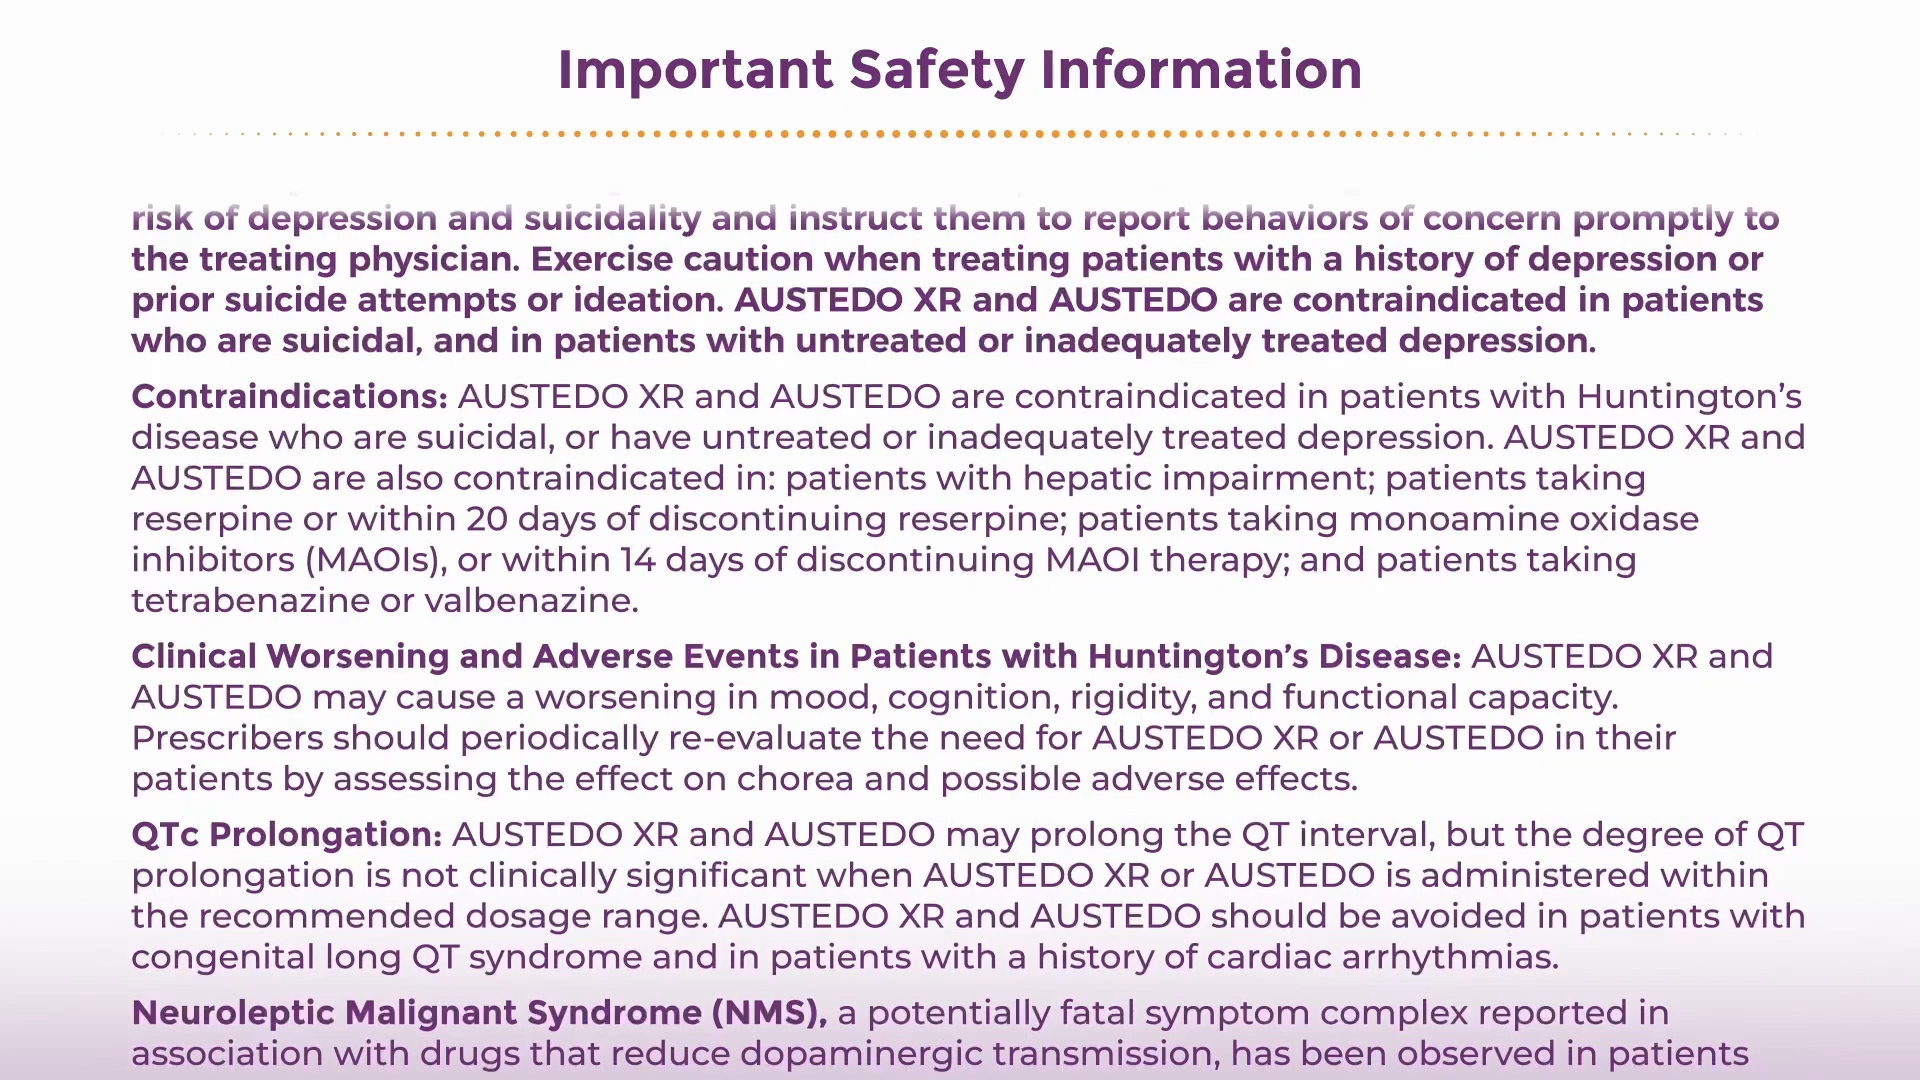 Important Safety Information
risk of depression and suicidality and instruct them to report behaviors of concern promptly to
the treating physician. Exercise caution when treating patients with a history of depression or
prior suicide attempts or ideation. AUSTEDO XR and AUSTEDO are contraindicated in patients
who are suicidal, and in patients with untreated or inadequately treated depression.
Contraindications: AUSTEDO XR and AUSTEDO are contraindicated in patients with Huntington’s
disease who are suicidal, or have untreated or inadequately treated depression. AUSTEDO XR and
AUSTEDO are also contraindicated in: patients with hepatic impairment; patients taking
reserpine or within 20 days of discontinuing reserpine; patients taking monoamine oxidase
inhibitors (MAOIs), or within 14 days of discontinuing MAOI therapy; and patients taking
tetrabenazine or valbenazine.
Clinical Worsening and Adverse Events in Patients with Huntington’s Disease: AUSTEDO XR and
AUSTEDO may cause a worsening in mood, cognition, rigidity, and functional capacity.
Prescribers should periodically re-evaluate the need for AUSTEDO XR or AUSTEDO in their
patients by assessing the effect on chorea and possible adverse effects.
QTc Prolongation: AUSTEDO XR and AUSTEDO may prolong the QT interval, but the degree of QT
prolongation is not clinically significant when AUSTEDO XR or AUSTEDO is administered within
the recommended dosage range. AUSTEDO XR and AUSTEDO should be avoided in patients with
congenital long QT syndrome and in patients with a history of cardiac arrhythmias.
Neuroleptic Malignant Syndrome (NMS), a potentially fatal symptom complex reported in
association with drugs that reduce dopaminergic transmission, has been observed in patients